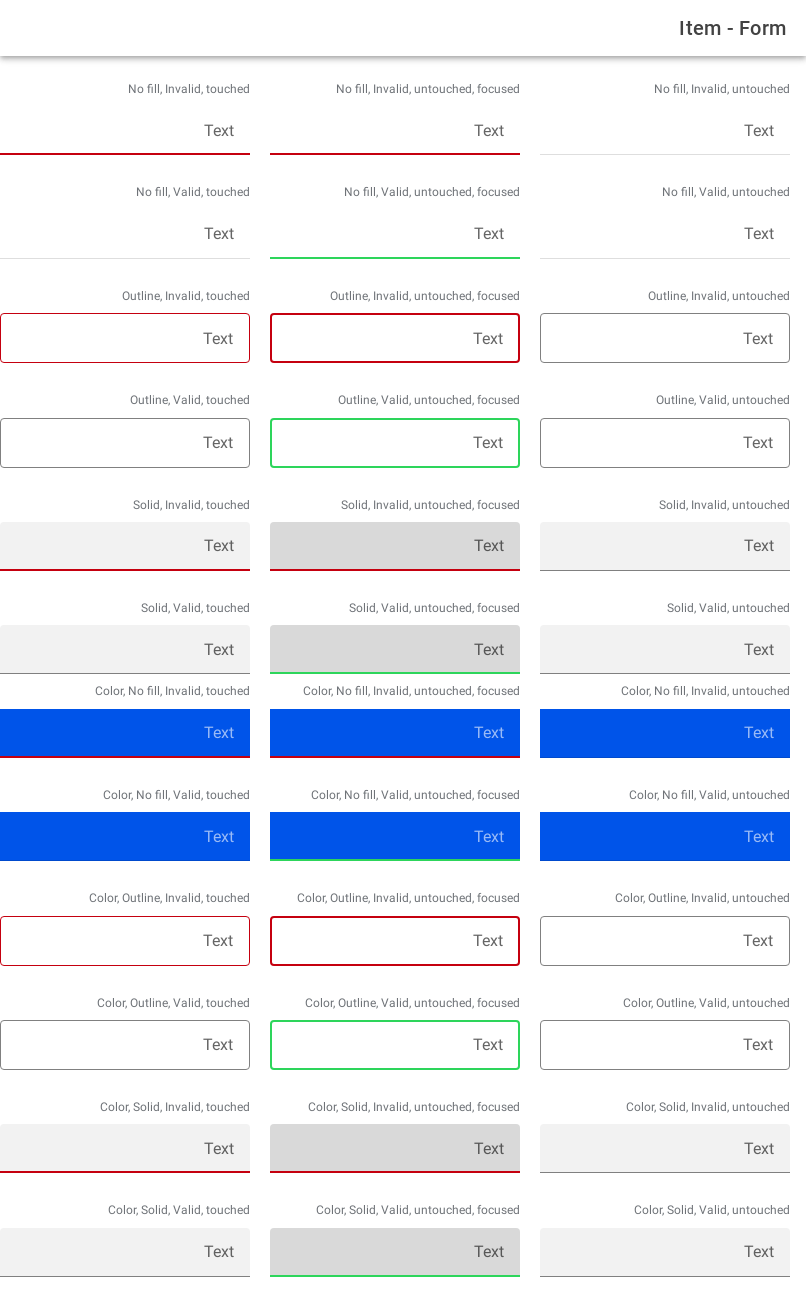 Item - Form
No fill, Invalid, touched
No fill, Invalid, untouched, focused
No fill, Invalid, untouched
Text
Text
Text
No fill, Valid, touched
No fill, Valid, untouched, focused
No fill, Valid, untouched
Text
Text
Text
Outline, Invalid, touched
Outline, Invalid, untouched, focused
Outline, Invalid, untouched
Text
Text
Text
Outline, Valid, touched
Outline, Valid, untouched, focused
Outline, Valid, untouched
Text
Text
Text
Solid, Invalid, touched
Solid, Invalid, untouched, focused
Solid, Invalid, untouched
Text
Text
Text
Solid, Valid, touched
Solid, Valid, untouched, focused
Solid, Valid, untouched
Text
Text
Text
Color, No fill, Invalid, touched
Color, No fill, Invalid, untouched, focused
Color, No fill, Invalid, untouched
Text
Text
Text
Color, No fill, Valid, touched
Color, No fill, Valid, untouched, focused
Color, No fill, Valid, untouched
Text
Text
Text
Color, Outline, Invalid, touched
Color, Outline, Invalid, untouched, focused
Color, Outline, Invalid, untouched
Text
Text
Text
Color, Outline, Valid, touched
Color, Outline, Valid, untouched, focused
Color, Outline, Valid, untouched
Text
Text
Text
Color, Solid, Invalid, touched
Color, Solid, Invalid, untouched, focused
Color, Solid, Invalid, untouched
Text
Text
Text
Color, Solid, Valid, touched
Color, Solid, Valid, untouched, focused
Color, Solid, Valid, untouched
Text
Text
Text